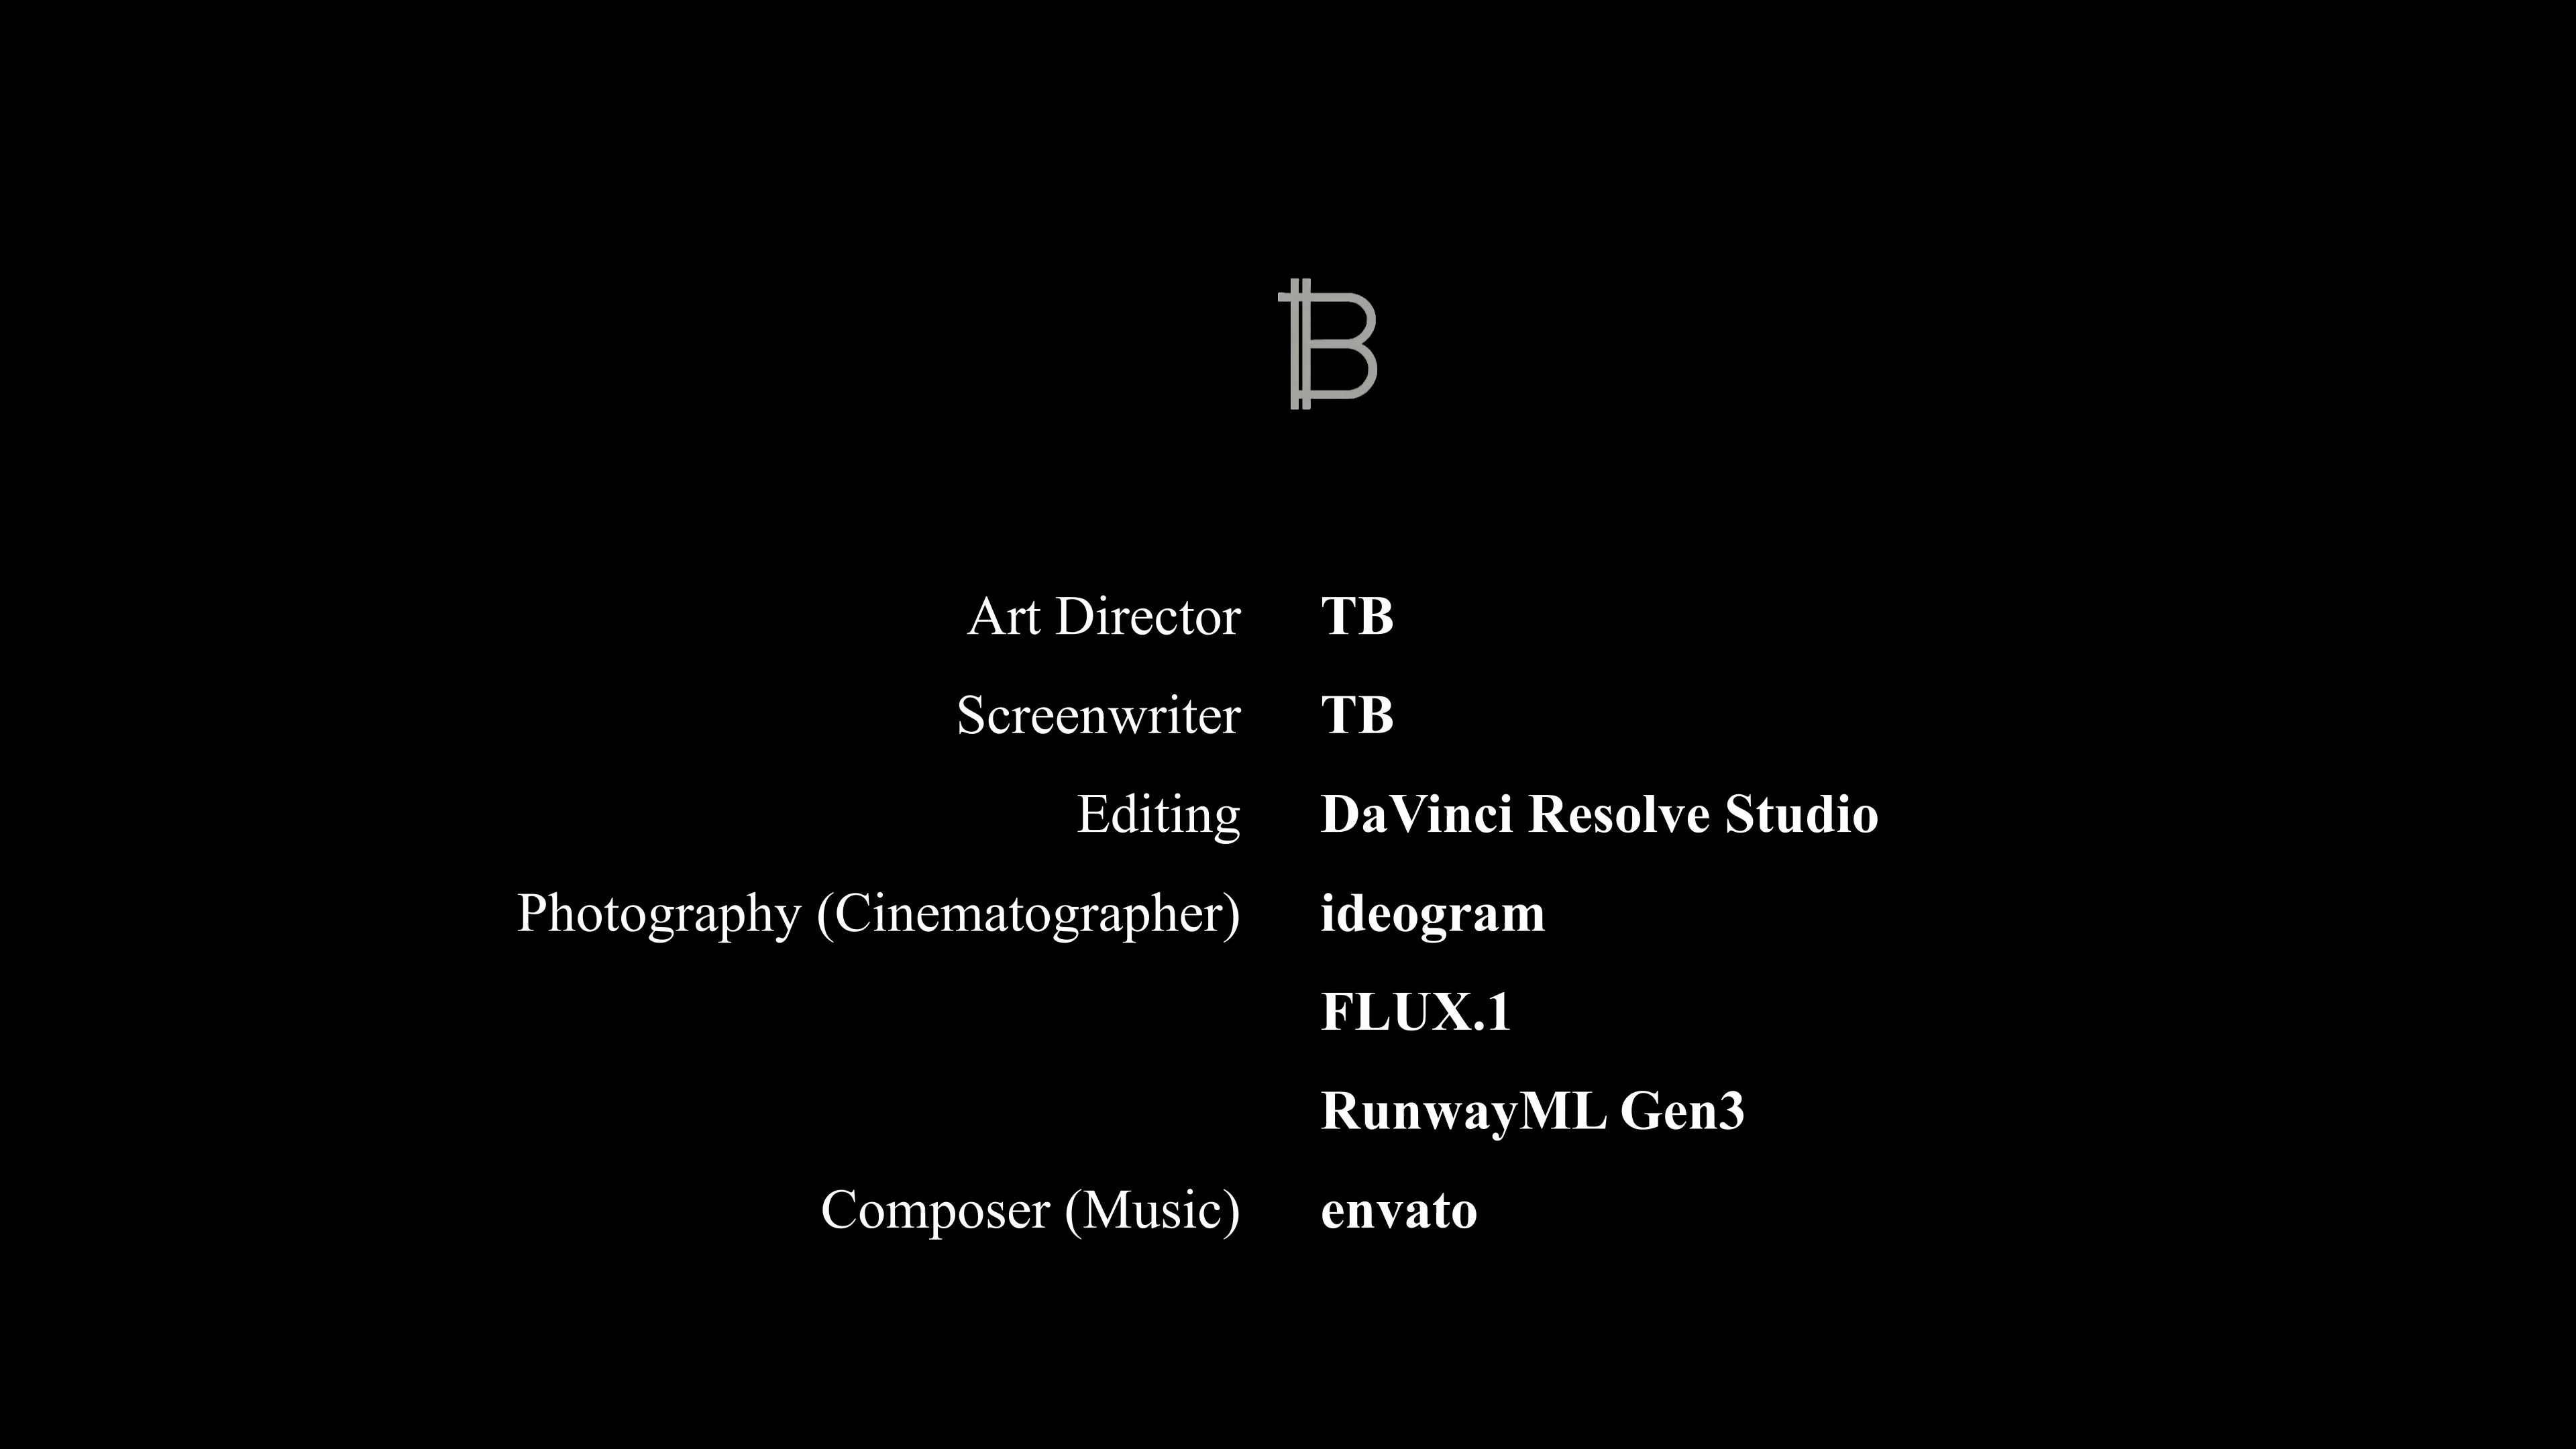 Art Director TB
Screenwriter TB
Editing DaVinci Resolve Studio
Photography (Cinematographer) ideogram
FLUX.1
RunwayML Gen3
Composer (Music) envato